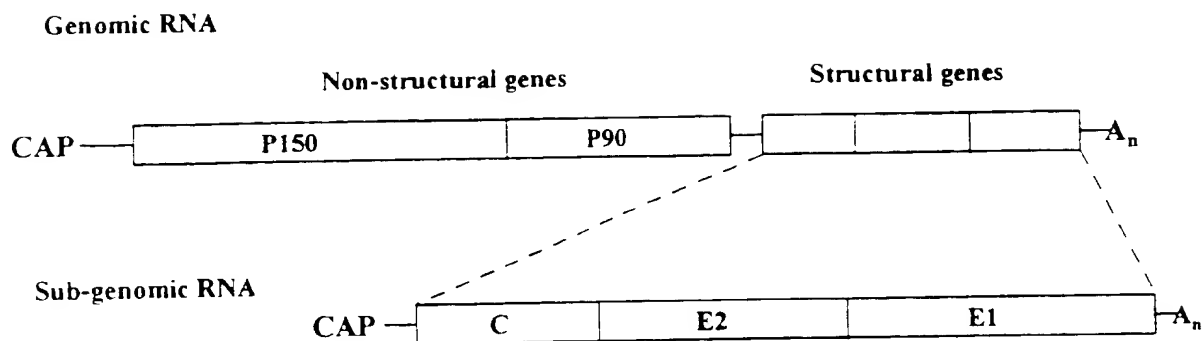 Genomic RNA
Non-structural genes
Structural genes
CAP P150 P90 Aₙ
Sub-genomic RNA
CAP C E2 E1 Aₙ